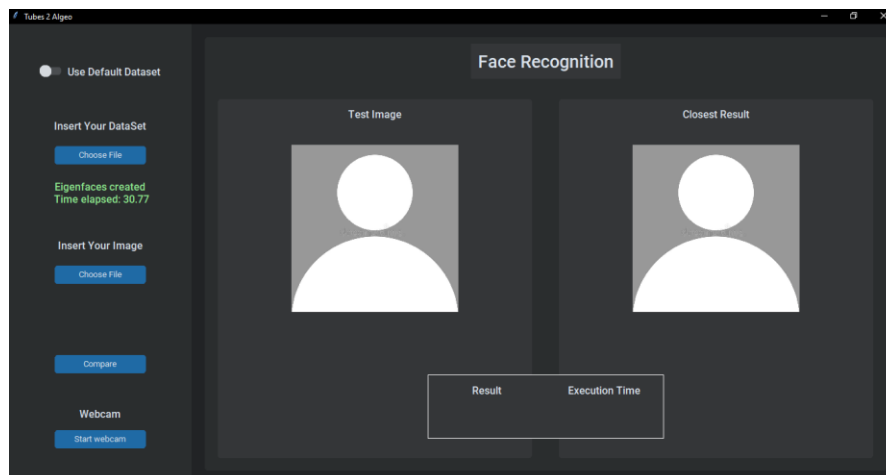 Tubes 2 Algeo
Use Default Dataset
Insert Your DataSet
Choose File
Eigenfaces created
Time elapsed: 30.77
Insert Your Image
Choose File
Compare
Webcam
Start webcam
Face Recognition
Test Image
Closest Result
Result
Execution Time